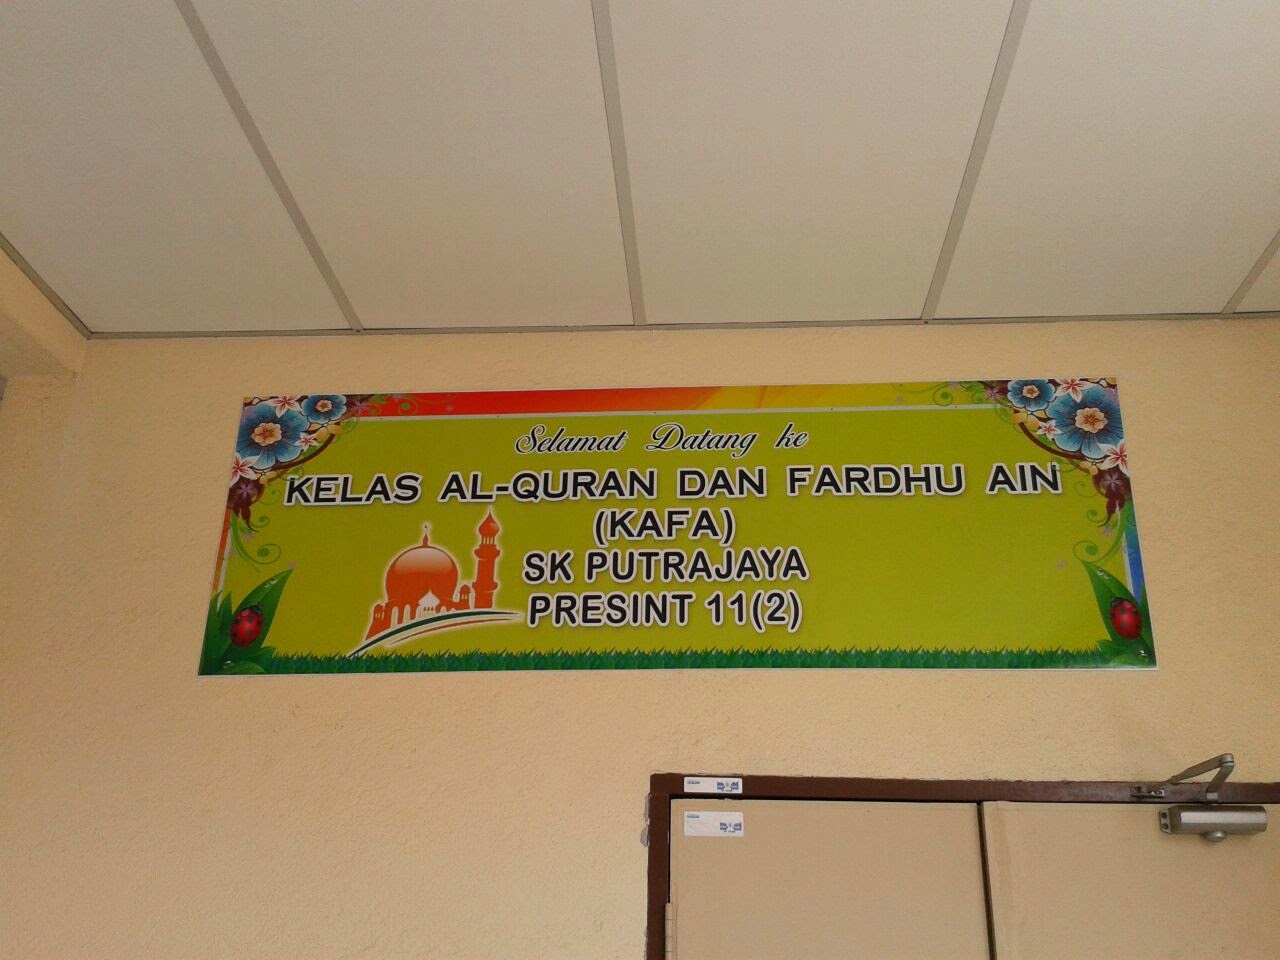 Selamat Datang ke
KELAS AL-QURAN DAN FARDHU AIN
(KAFA)
SK PUTRAJAYA
PRESINT 11(2)